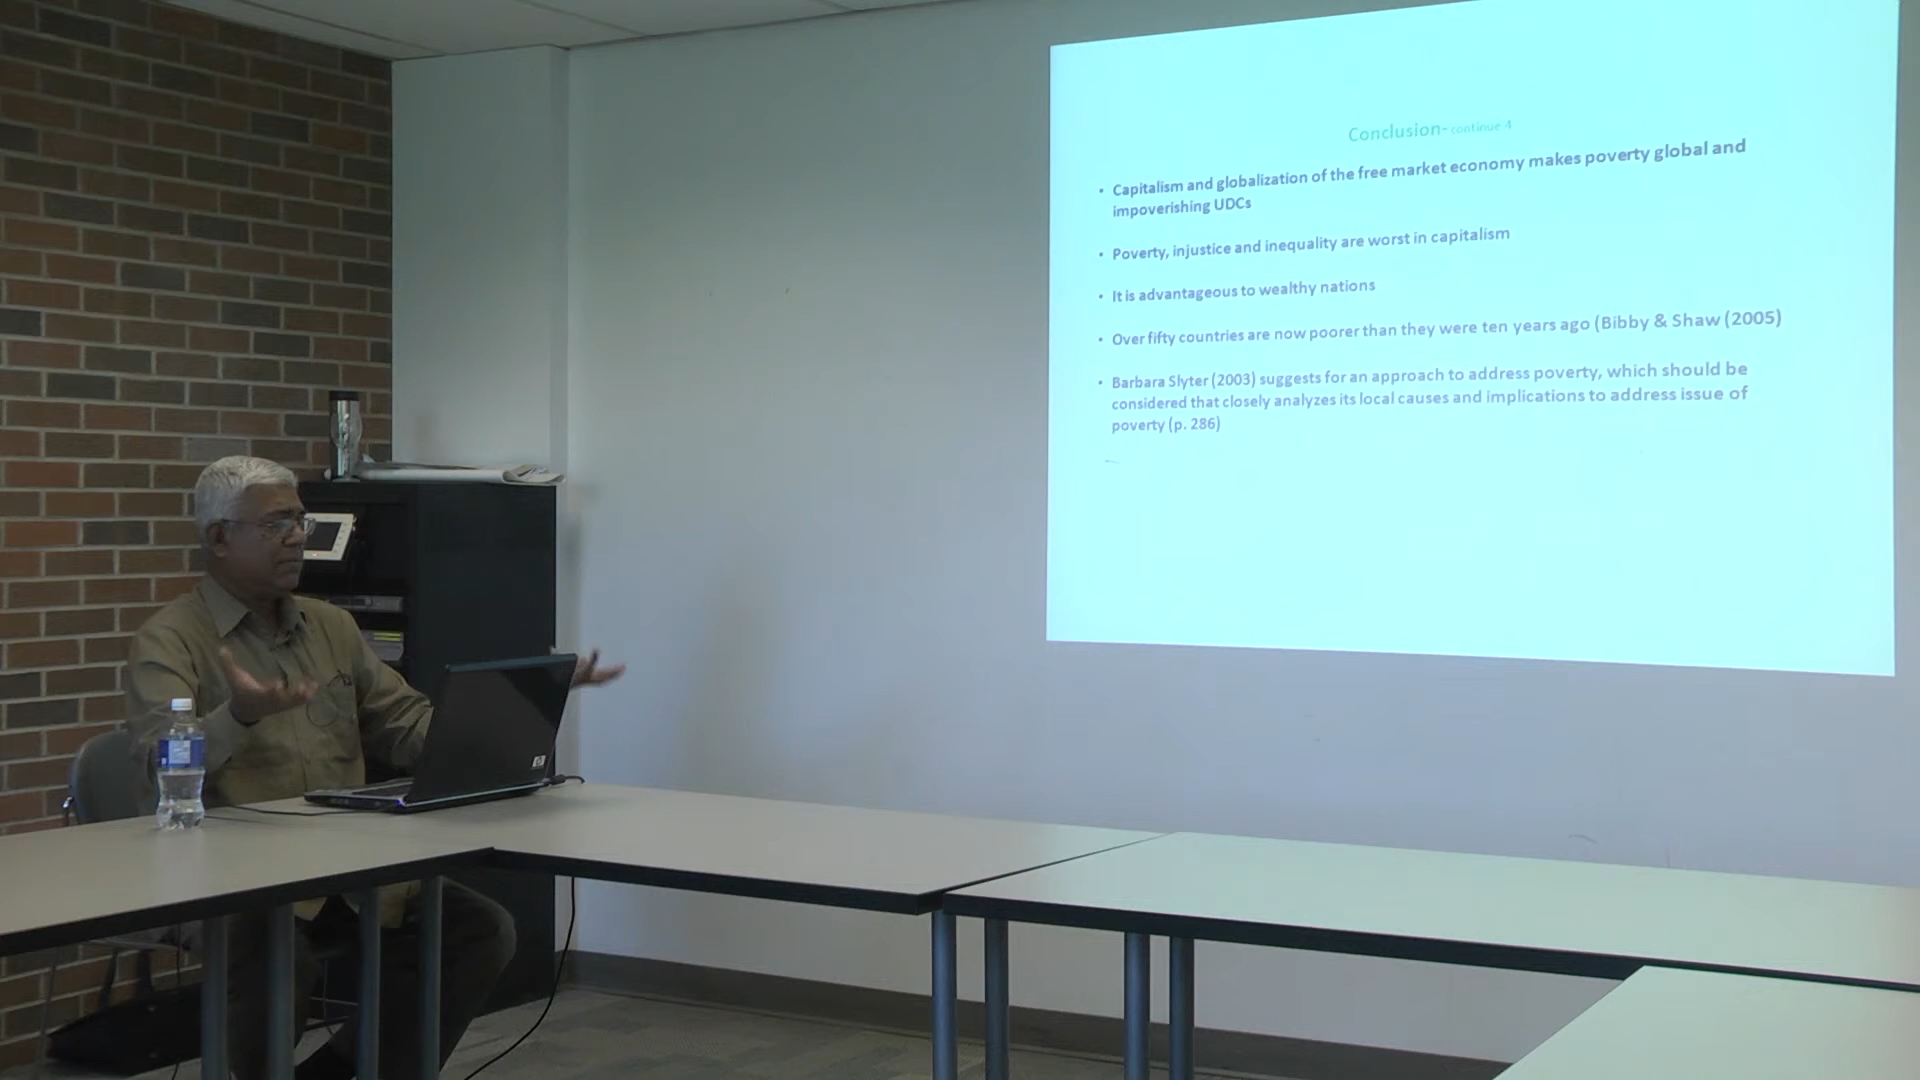 Conclusion- continue 4
• Capitalism and globalization of the free market economy makes poverty global and
impoverishing UDCs
• Poverty, injustice and inequality are worst in capitalism
• It is advantageous to wealthy nations
• Over fifty countries are now poorer than they were ten years ago (Bibby & Shaw (2005)
• Barbara Slyter (2003) suggests for an approach to address poverty, which should be
considered that closely analyzes its local causes and implications to address issue of
poverty (p. 286)
hp